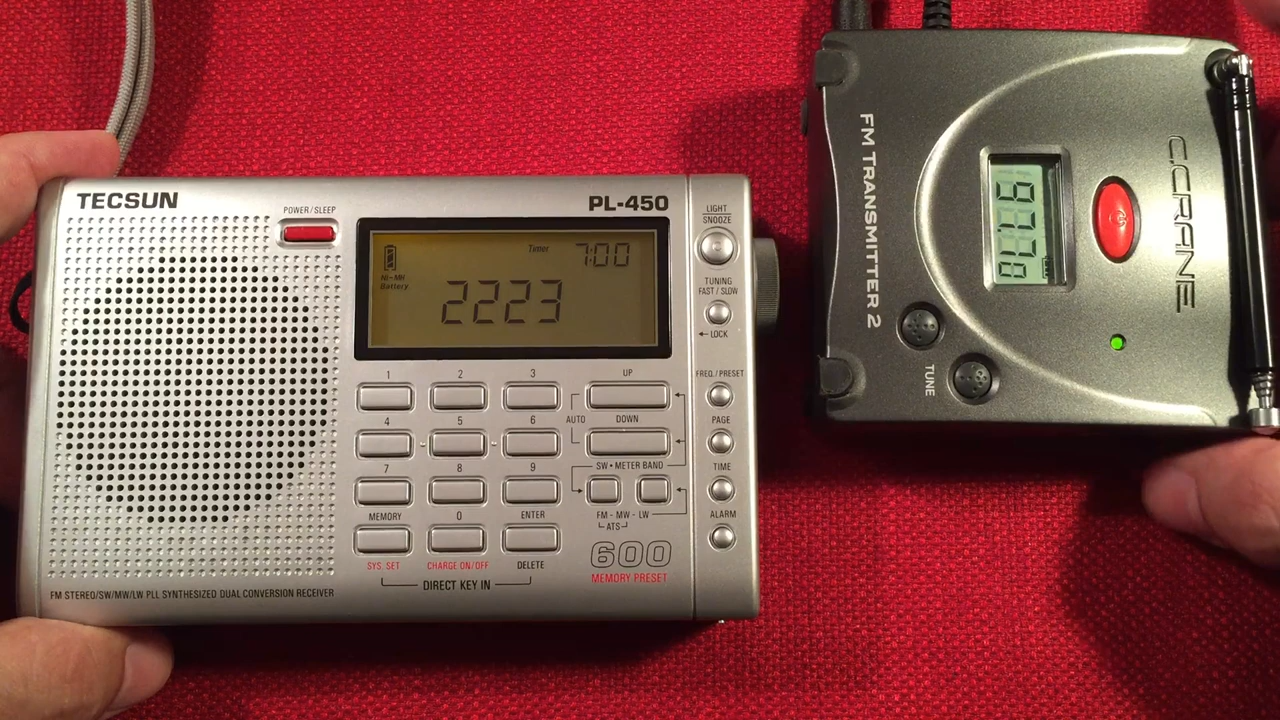 TECSUN
PL-450
POWER/SLEEP
LIGHT
SNOOZE
Timer
7:00
Ni-MH
Battery
2223
TUNING
FAST / SLOW
LOCK
1 2 3 UP
FREQ./PRESET
4 5 6 AUTO DOWN
PAGE
7 8 9 SW • METER BAND
TIME
MEMORY 0 ENTER
FM - MW - LW
ATS
ALARM
600
MEMORY PRESET
SYS. SET CHARGE ON/OFF DELETE
DIRECT KEY IN
FM STEREO/SW/MW/LW PLL SYNTHESIZED DUAL CONVERSION RECEIVER
C.CRANE
FM TRANSMITTER 2
TUNE